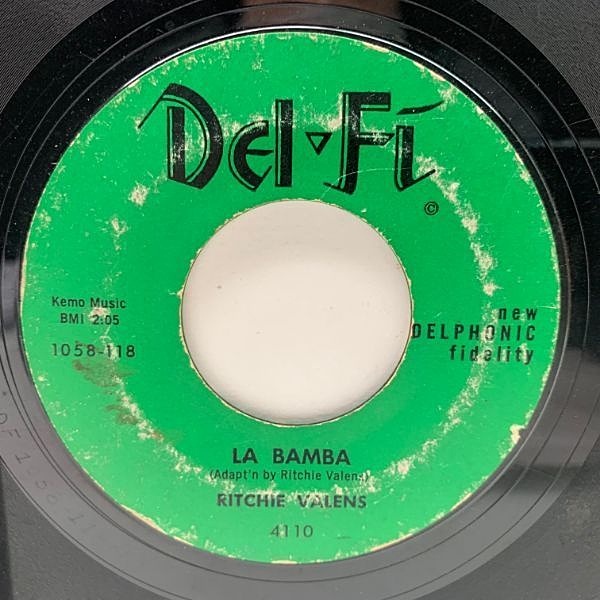 Del-Fi
©
Kemo Music
BMI 2:05
1058-118
new
DELPHONIC
fidelity
LA BAMBA
(Adapt'n by Ritchie Valens)
RITCHIE VALENS
4110